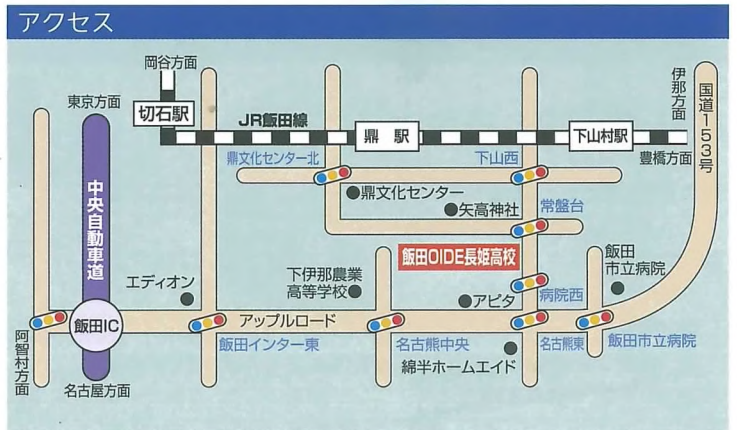 アクセス
岡谷方面
東京方面
切石駅
JR飯田線
鼎 駅
下山村駅
伊那方面
国道153号
豊橋方面
鼎文化センター北
下山西
中央自動車道
鼎文化センター
矢高神社
常盤台
飯田OIDE長姫高校
飯田
市立病院
エディオン
下伊那農業
高等学校
アピタ
病院西
飯田IC
アップルロード
阿智村方面
飯田インター東
名古熊中央
名古熊東
飯田市立病院
綿半ホームエイド
名古屋方面